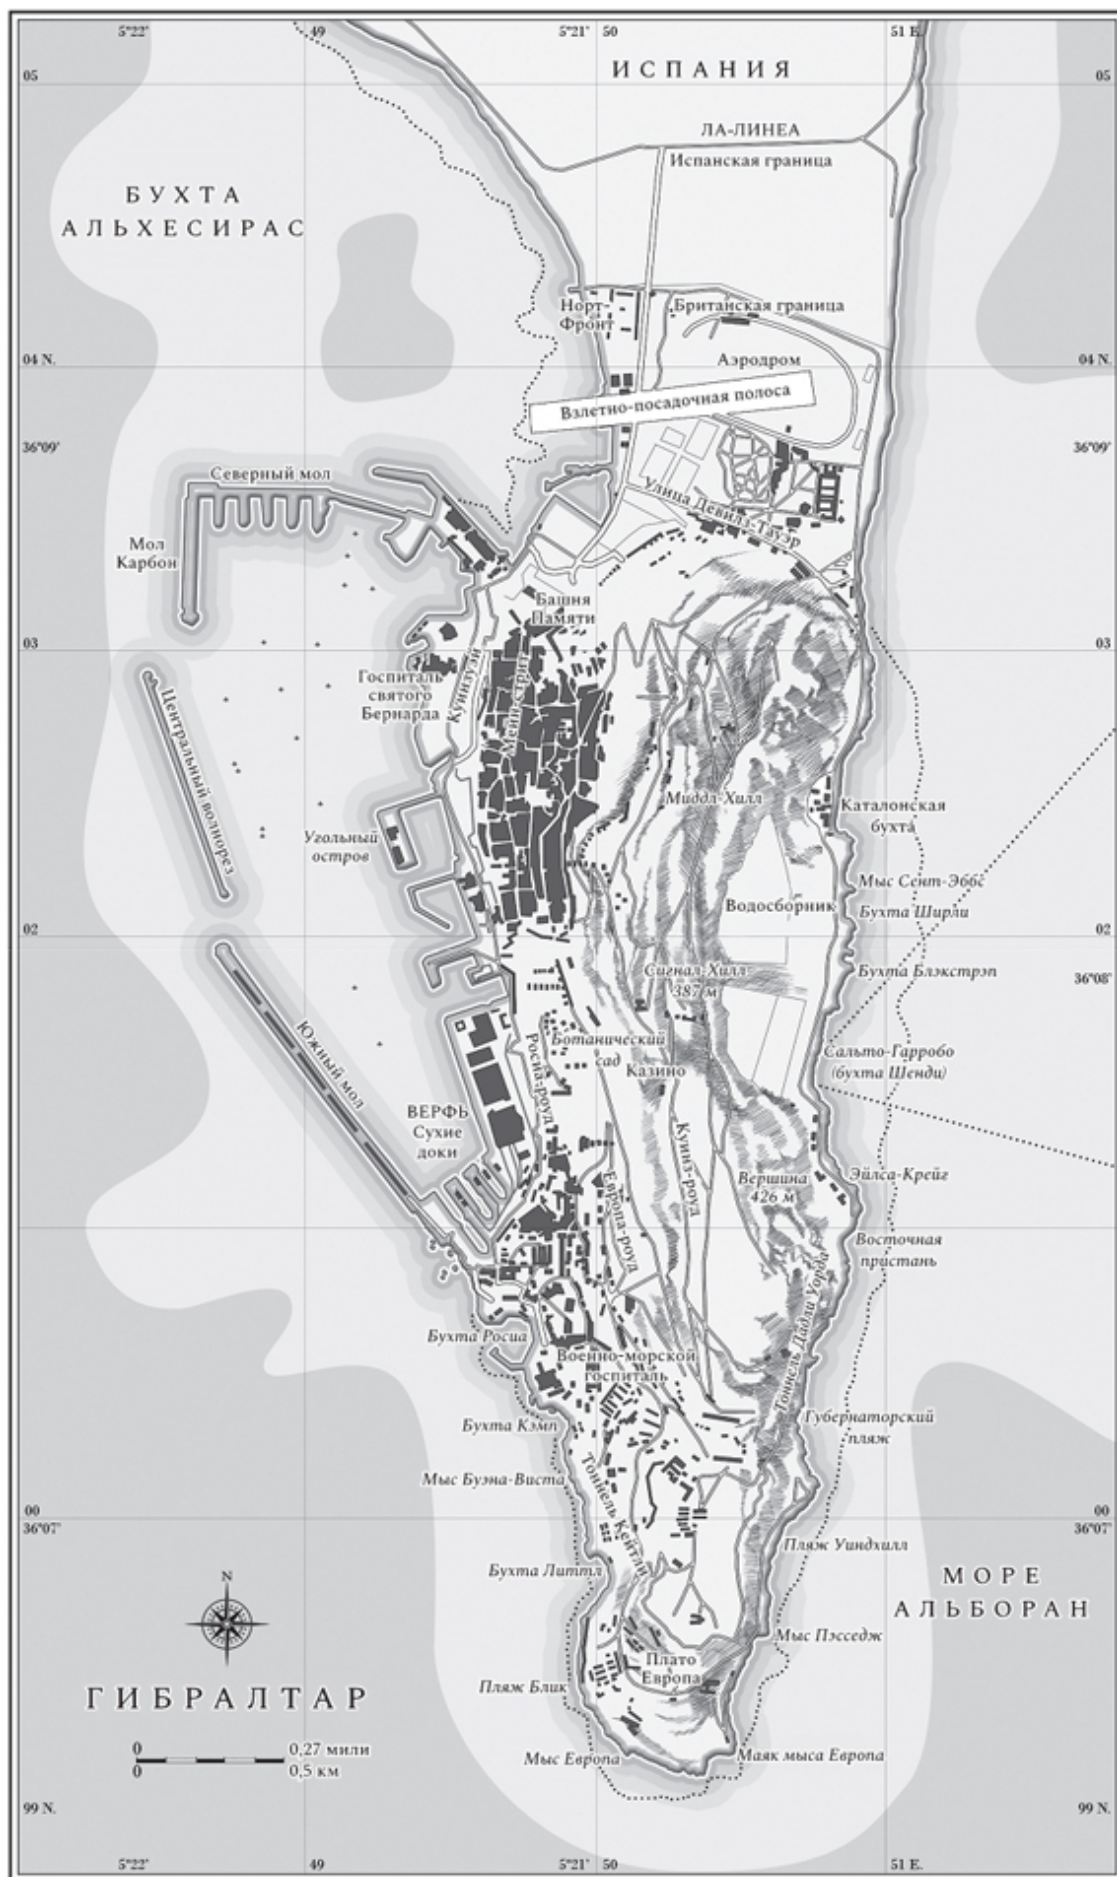 5°22'
49
5°21'
50
51 E.
05
05
ИСПАНИЯ
ЛА-ЛИНЕА
Испанская граница
БУХТА
АЛЬХЕСИРАС
Норт-
Фронт
Британская граница
Аэродром
04 N.
04 N.
Взлетно-посадочная полоса
36°09'
36°09'
Северный мол
Улица Девилз-Тауэр
Мол
Карбон
Башня
Памяти
03
03
Госпиталь
святого
Бернарда
Куинзуэй
Мейн-стрит
Центральный волнорез
Миддл-Хилл
Каталонская
бухта
Угольный
остров
Мыс Сент-Эббс
Водосборник
Бухта Ширли
02
02
Сигнал-Хилл
387 м
Бухта Блэкстрэп
36°08'
Южный мол
Росиа-роуд
Ботанический
сад
Казино
Сальто-Гарробо
(бухта Шенди)
ВЕРФЬ
Сухие
доки
Европа-роуд
Куинз-роуд
Вершина
426 м
Эйлса-Крейг
Восточная
пристань
Тоннель Дадли Уорда
Бухта Росиа
Военно-морской
госпиталь
Бухта Кэмп
Губернаторский
пляж
Мыс Буэна-Виста
Тоннель Кейтли
00
36°07'
00
36°07'
Пляж Уиндхилл
Бухта Литтл
МОРЕ
АЛЬБОРАН
N
Мыс Пэсседж
Плато
Европа
Пляж Блик
ГИБРАЛТАР
0
0,27 мили
0
0,5 км
Мыс Европа
Маяк мыса Европа
99 N.
99 N.
5°22'
49
5°21'
50
51 E.